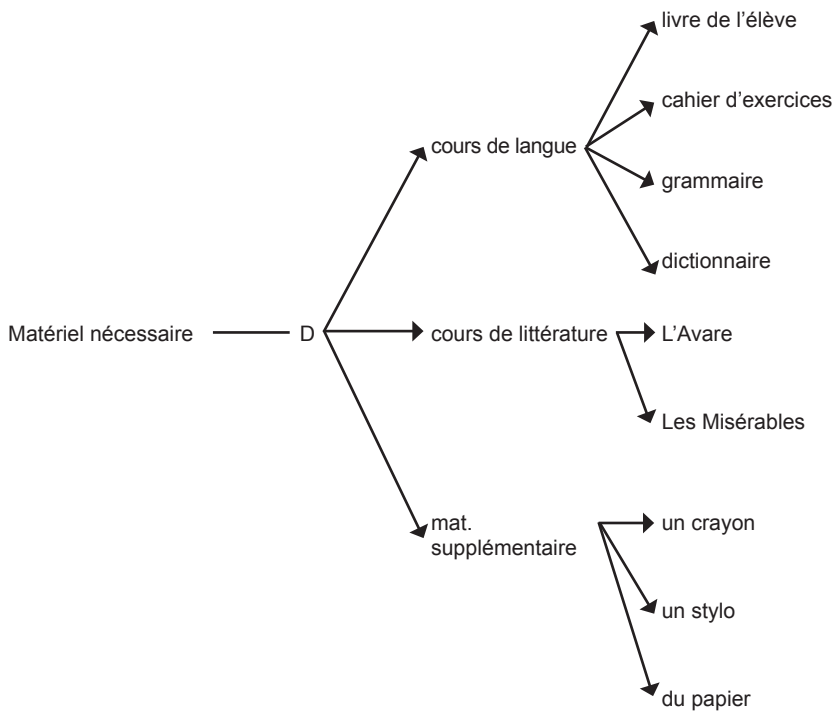 livre de l'élève
cahier d'exercices
cours de langue
grammaire
dictionnaire
Matériel nécessaire
D
cours de littérature
L'Avare
Les Misérables
mat.
supplémentaire
un crayon
un stylo
du papier